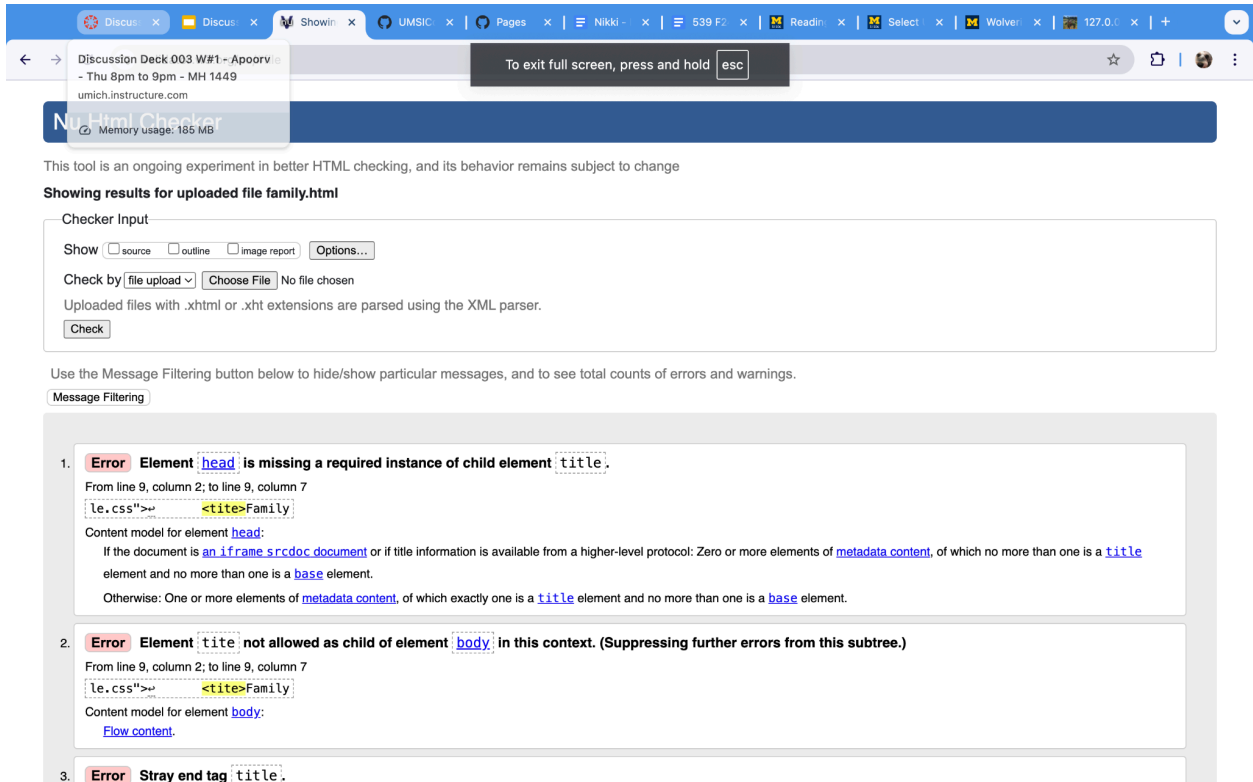 Discus
Discus
Showin
UMSIC
Pages
Nikki -
539 F2
Readin
Select
Wolver
127.0.
Discussion Deck 003 W#1 - Apoorv
- Thu 8pm to 9pm - MH 1449
umich.instructure.com
Memory usage: 185 MB
To exit full screen, press and hold esc
Nu Html Checker
This tool is an ongoing experiment in better HTML checking, and its behavior remains subject to change
Showing results for uploaded file family.html
Checker Input
Show source outline image report Options...
Check by file upload Choose File No file chosen
Uploaded files with .xhtml or .xht extensions are parsed using the XML parser.
Check
Use the Message Filtering button below to hide/show particular messages, and to see total counts of errors and warnings.
Message Filtering
1. Error Element head is missing a required instance of child element title.
From line 9, column 2; to line 9, column 7
le.css">↩ <tite>Family
Content model for element head:
If the document is an iframe srcdoc document or if title information is available from a higher-level protocol: Zero or more elements of metadata content, of which no more than one is a title
element and no more than one is a base element.
Otherwise: One or more elements of metadata content, of which exactly one is a title element and no more than one is a base element.
2. Error Element tite not allowed as child of element body in this context. (Suppressing further errors from this subtree.)
From line 9, column 2; to line 9, column 7
le.css">↩ <tite>Family
Content model for element body:
Flow content.
3. Error Stray end tag title.